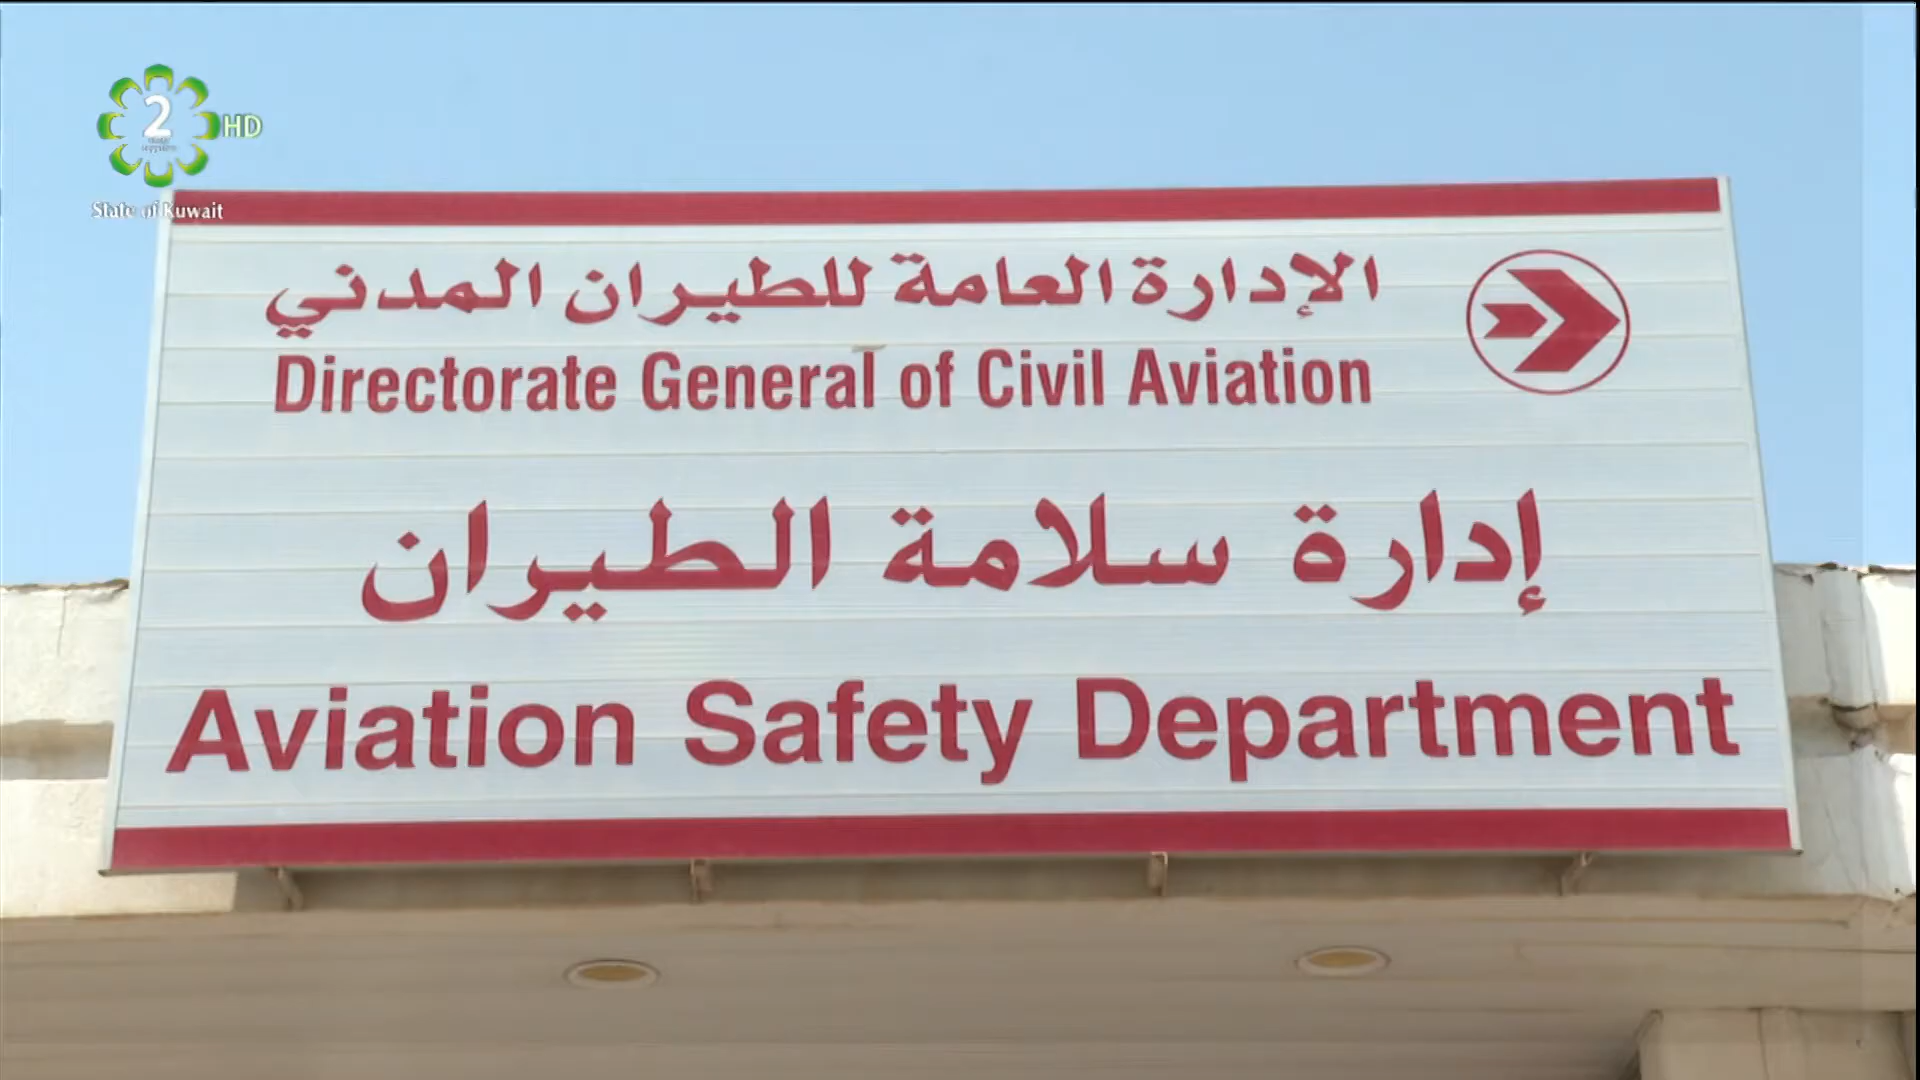 2
HD
State of Kuwait
الإدارة العامة للطيران المدني
Directorate General of Civil Aviation
إدارة سلامة الطيران
Aviation Safety Department